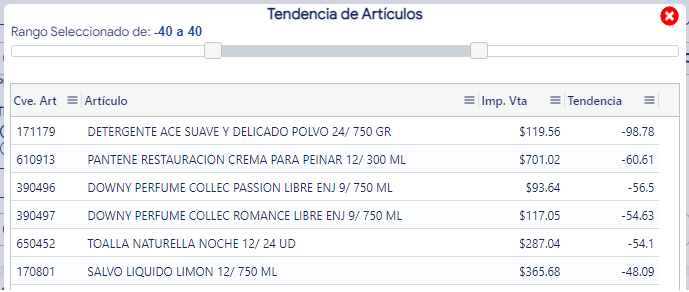 Tendencia de Artículos
Rango Seleccionado de: -40 a 40
Cve. Art Artículo Imp. Vta Tendencia
171179 DETERGENTE ACE SUAVE Y DELICADO POLVO 24/ 750 GR $119.56 -98.78
610913 PANTENE RESTAURACION CREMA PARA PEINAR 12/ 300 ML $701.02 -60.61
390496 DOWNY PERFUME COLLEC PASSION LIBRE ENJ 9/ 750 ML $93.64 -56.5
390497 DOWNY PERFUME COLLEC ROMANCE LIBRE ENJ 9/ 750 ML $117.05 -54.63
650452 TOALLA NATURELLA NOCHE 12/ 24 UD $287.04 -54.1
170801 SALVO LIQUIDO LIMON 12/ 750 ML $365.68 -48.09